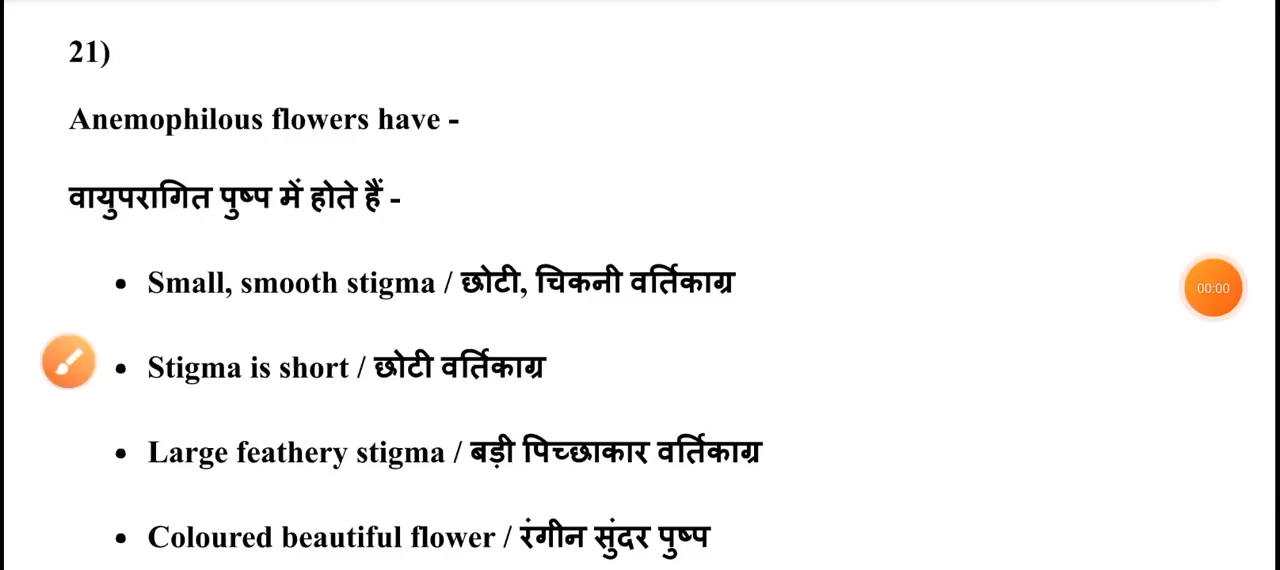 21)
Anemophilous flowers have -
वायुपरागित पुष्प में होते हैं -
• Small, smooth stigma / छोटी, चिकनी वर्तिकाग्र
00:00
• Stigma is short / छोटी वर्तिकाग्र
• Large feathery stigma / बड़ी पिच्छाकार वर्तिकाग्र
• Coloured beautiful flower / रंगीन सुंदर पुष्प